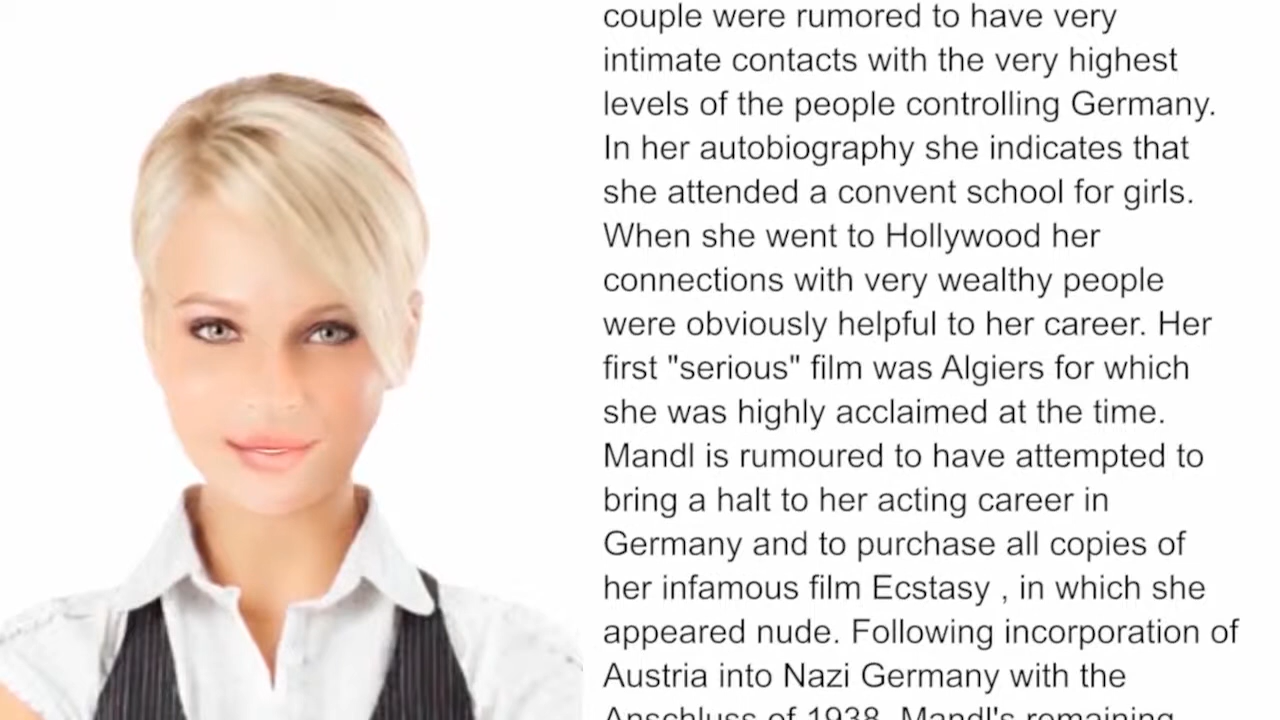 couple were rumored to have very
intimate contacts with the very highest
levels of the people controlling Germany.
In her autobiography she indicates that
she attended a convent school for girls.
When she went to Hollywood her
connections with very wealthy people
were obviously helpful to her career. Her
first "serious" film was Algiers for which
she was highly acclaimed at the time.
Mandl is rumoured to have attempted to
bring a halt to her acting career in
Germany and to purchase all copies of
her infamous film Ecstasy , in which she
appeared nude. Following incorporation of
Austria into Nazi Germany with the
Anschluss of 1938, Mandl's remaining